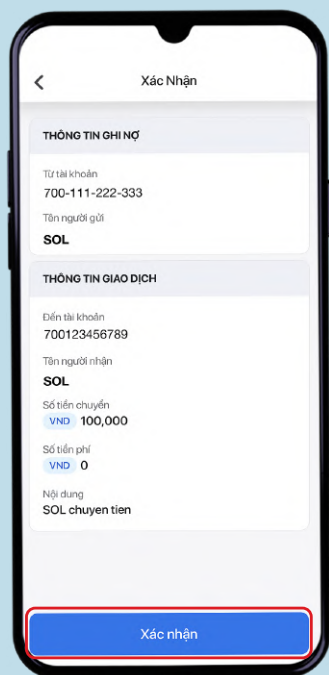 Xác Nhận
THÔNG TIN GHI NỢ
Từ tài khoản
700-111-222-333
Tên người gửi
SOL
THÔNG TIN GIAO DỊCH
Đến tài khoản
700123456789
Tên người nhận
SOL
Số tiền chuyển
VND 100,000
Số tiền phí
VND 0
Nội dung
SOL chuyen tien
Xác nhận